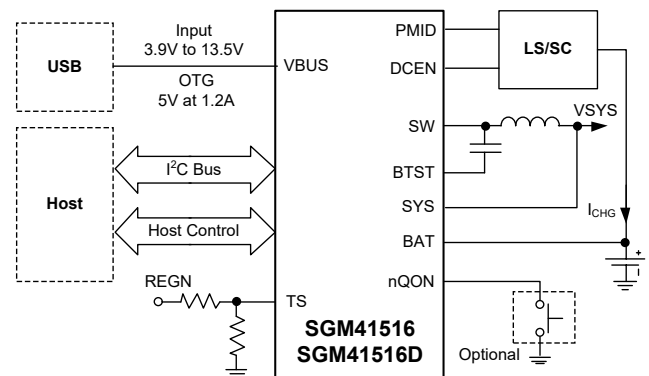 USB
Input
3.9V to 13.5V
OTG
5V at 1.2A
VBUS
Host
I²C Bus
Host Control
REGN
TS
SGM41516
SGM41516D
PMID
DCEN
LS/SC
SW
VSYS
BTST
SYS
ICHG
BAT
+
nQON
Optional